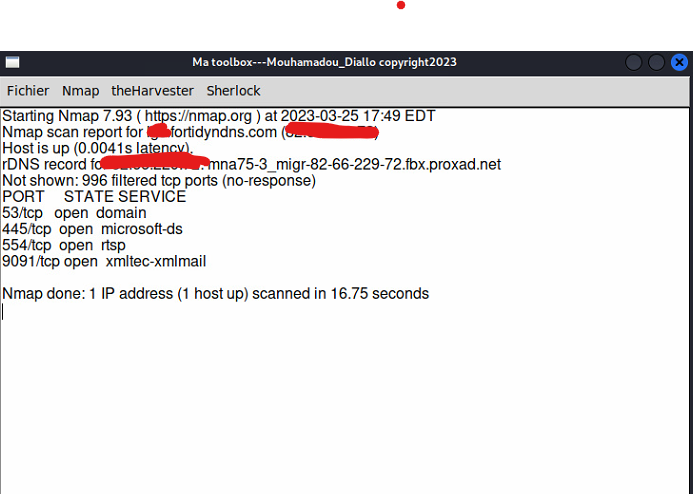 Ma toolbox---Mouhamadou_Diallo copyright2023
Fichier Nmap theHarvester Sherlock
Starting Nmap 7.93 ( https://nmap.org ) at 2023-03-25 17:49 EDT
Nmap scan report for fortidyndns.com (
Host is up (0.0041s latency).
rDNS record mna75-3_migr-82-66-229-72.fbx.proxad.net
Not shown: 996 filtered tcp ports (no-response)
PORT STATE SERVICE
53/tcp open domain
445/tcp open microsoft-ds
554/tcp open rtsp
9091/tcp open xmltec-xmlmail
Nmap done: 1 IP address (1 host up) scanned in 16.75 seconds